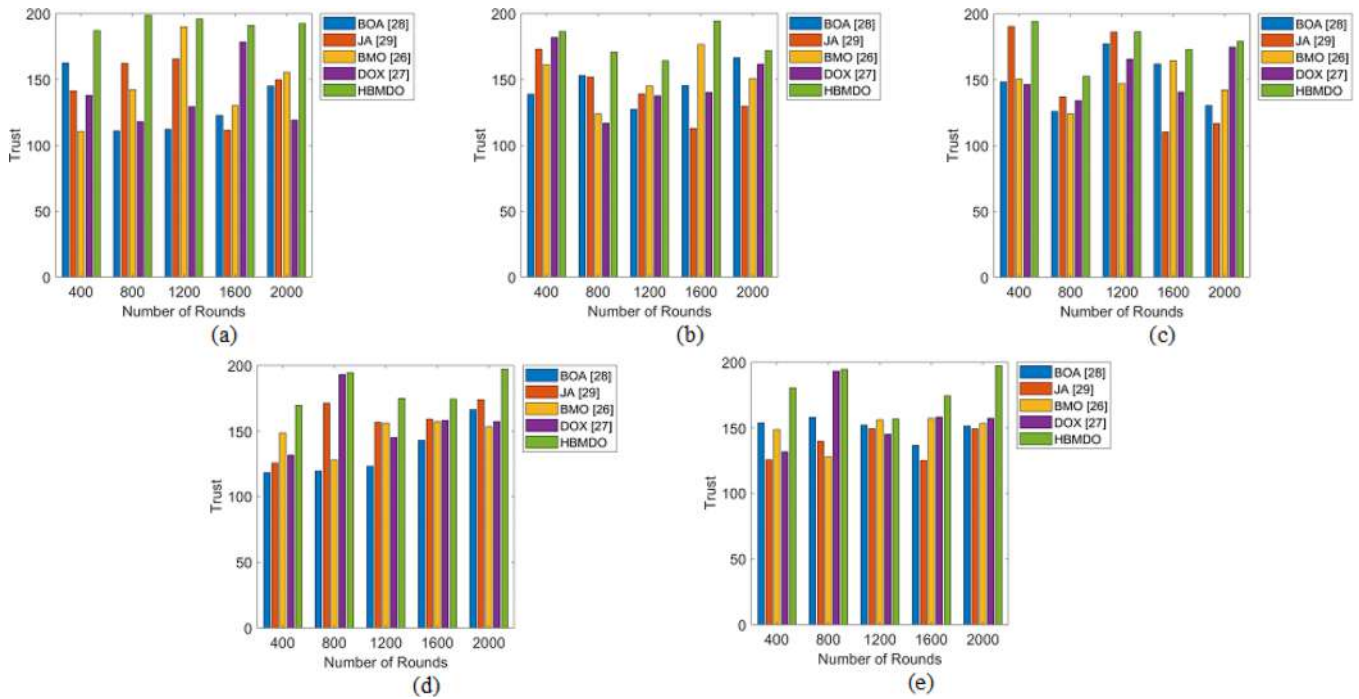 200
150
100
50
0
Trust
400 800 1200 1600 2000
Number of Rounds
BOA [28]
JA [29]
BMO [26]
DOX [27]
HBMDO
(a)
200
150
100
50
0
Trust
400 800 1200 1600 2000
Number of Rounds
BOA [28]
JA [29]
BMO [26]
DOX [27]
HBMDO
(b)
200
150
100
50
0
Trust
400 800 1200 1600 2000
Number of Rounds
BOA [28]
JA [29]
BMO [26]
DOX [27]
HBMDO
(c)
200
150
100
50
0
Trust
400 800 1200 1600 2000
Number of Rounds
BOA [28]
JA [29]
BMO [26]
DOX [27]
HBMDO
(d)
200
150
100
50
0
Trust
400 800 1200 1600 2000
Number of Rounds
BOA [28]
JA [29]
BMO [26]
DOX [27]
HBMDO
(e)